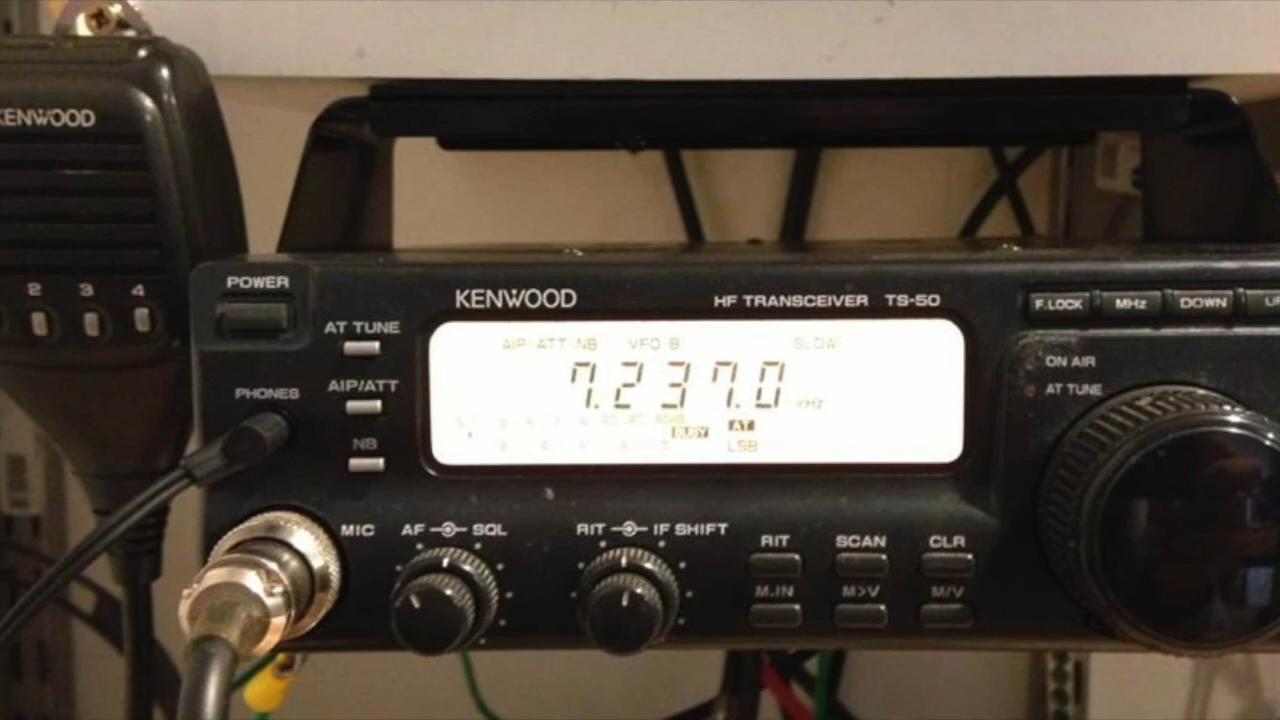 KENWOOD
2 3 4
POWER
KENWOOD HF TRANSCEIVER TS-50
F.LOCK MHz DOWN
AT TUNE
AIP ATT NB VFO B SLOW
ON AIR
AT TUNE
PHONES
AIP/ATT
7.237.0 KHz
BUSY AT
NB
LSB
MIC AF SQL RIT IF SHIFT
RIT SCAN CLR
M.IN M>V M/V